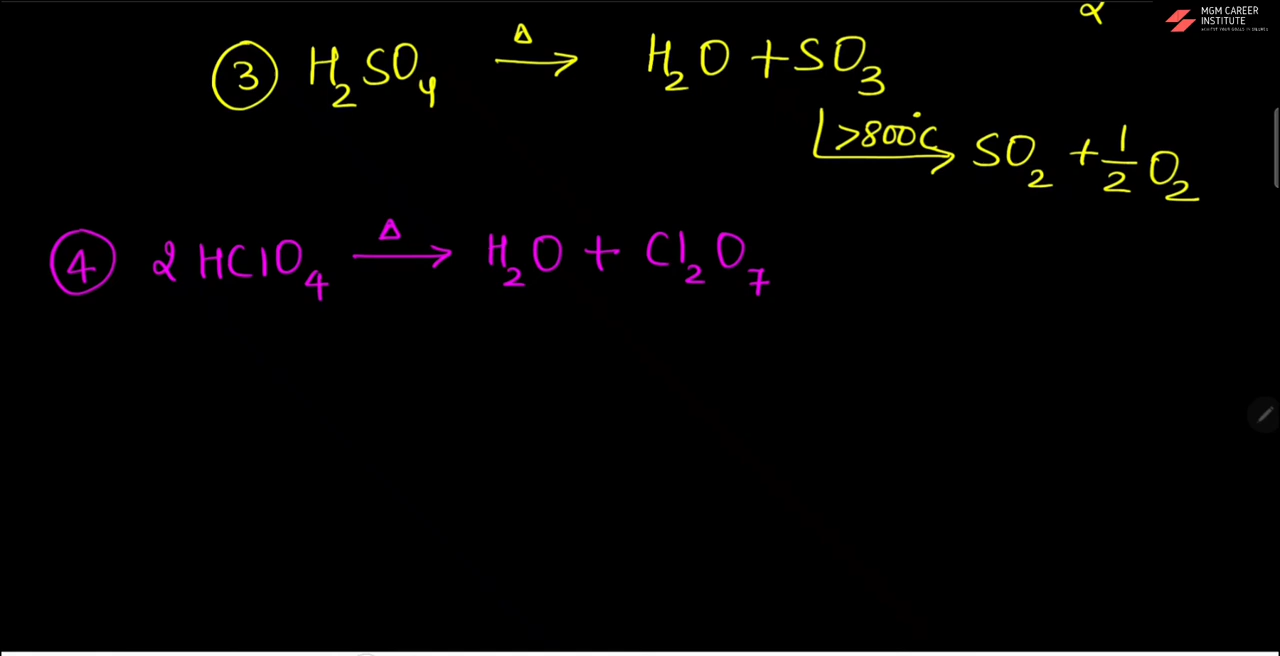 α
MGM CAREER
INSTITUTE
③ H₂SO₄ →Δ H₂O + SO₃
>800°C SO₂ + 1/2 O₂
④ 2HClO₄ →Δ H₂O + Cl₂O₇